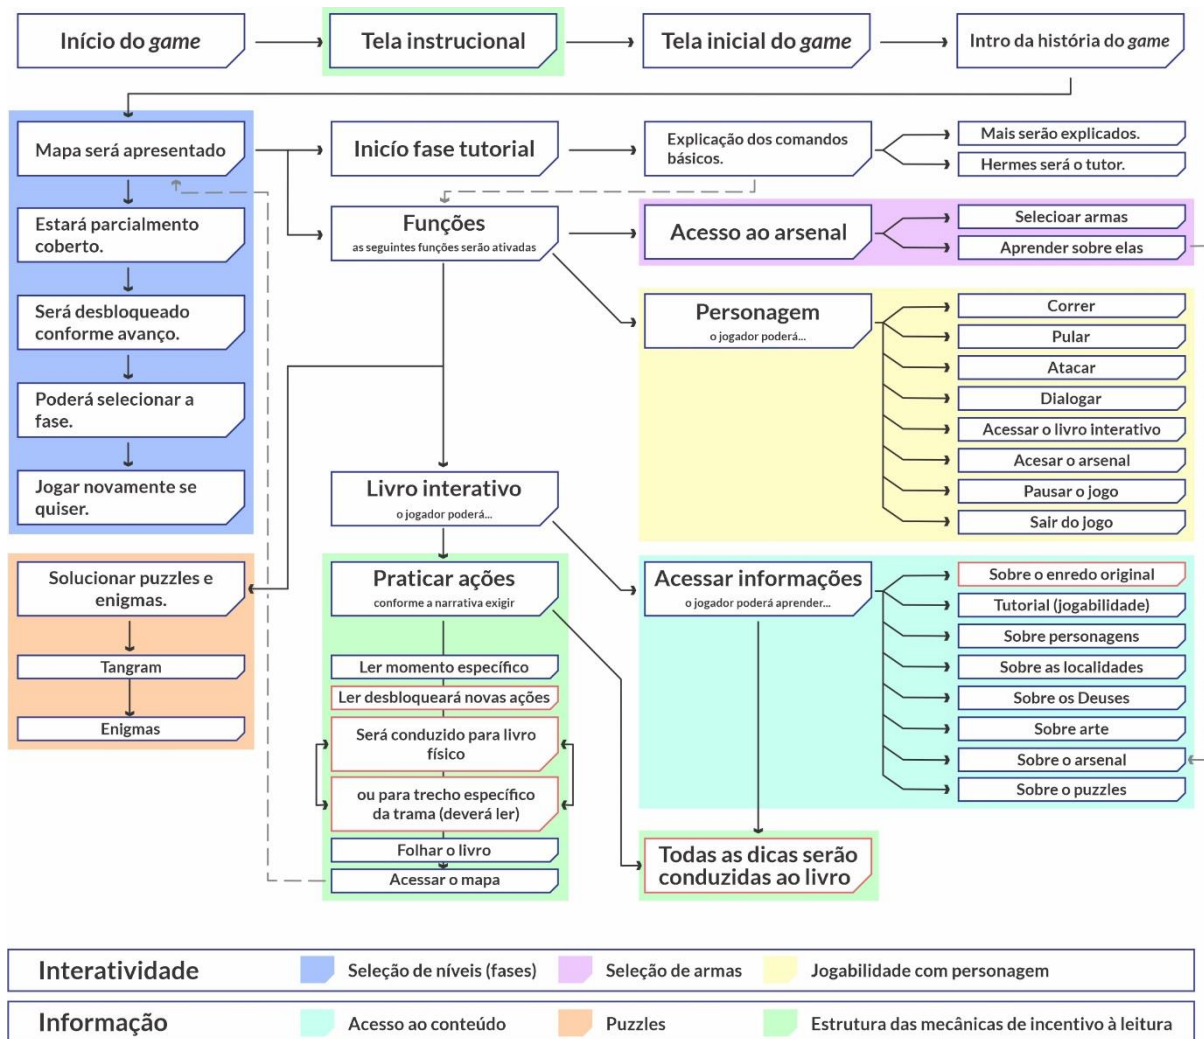 Início do game
Tela instrucional
Tela inicial do game
Intro da história do game
Mapa será apresentado
Inicío fase tutorial
Explicação dos comandos
básicos.
Mais serão explicados.
Hermes será o tutor.
Estará parcialmento
coberto.
Funções
as seguintes funções serão ativadas
Acesso ao arsenal
Selecioar armas
Aprender sobre elas
Será desbloqueado
conforme avanço.
Personagem
o jogador poderá...
Correr
Pular
Atacar
Dialogar
Acessar o livro interativo
Acesar o arsenal
Pausar o jogo
Sair do jogo
Poderá selecionar a
fase.
Jogar novamente se
quiser.
Livro interativo
o jogador poderá...
Solucionar puzzles e
enigmas.
Tangram
Enigmas
Praticar ações
conforme a narrativa exigir
Ler momento específico
Ler desbloqueará novas ações
Será conduzido para livro
físico
ou para trecho específico
da trama (deverá ler)
Folhar o livro
Acessar o mapa
Acessar informações
o jogador poderá aprender...
Sobre o enredo original
Tutorial (jogabilidade)
Sobre personagens
Sobre as localidades
Sobre os Deuses
Sobre arte
Sobre o arsenal
Sobre o puzzles
Todas as dicas serão
conduzidas ao livro
Interatividade
Seleção de níveis (fases)
Seleção de armas
Jogabilidade com personagem
Informação
Acesso ao conteúdo
Puzzles
Estrutura das mecânicas de incentivo à leitura